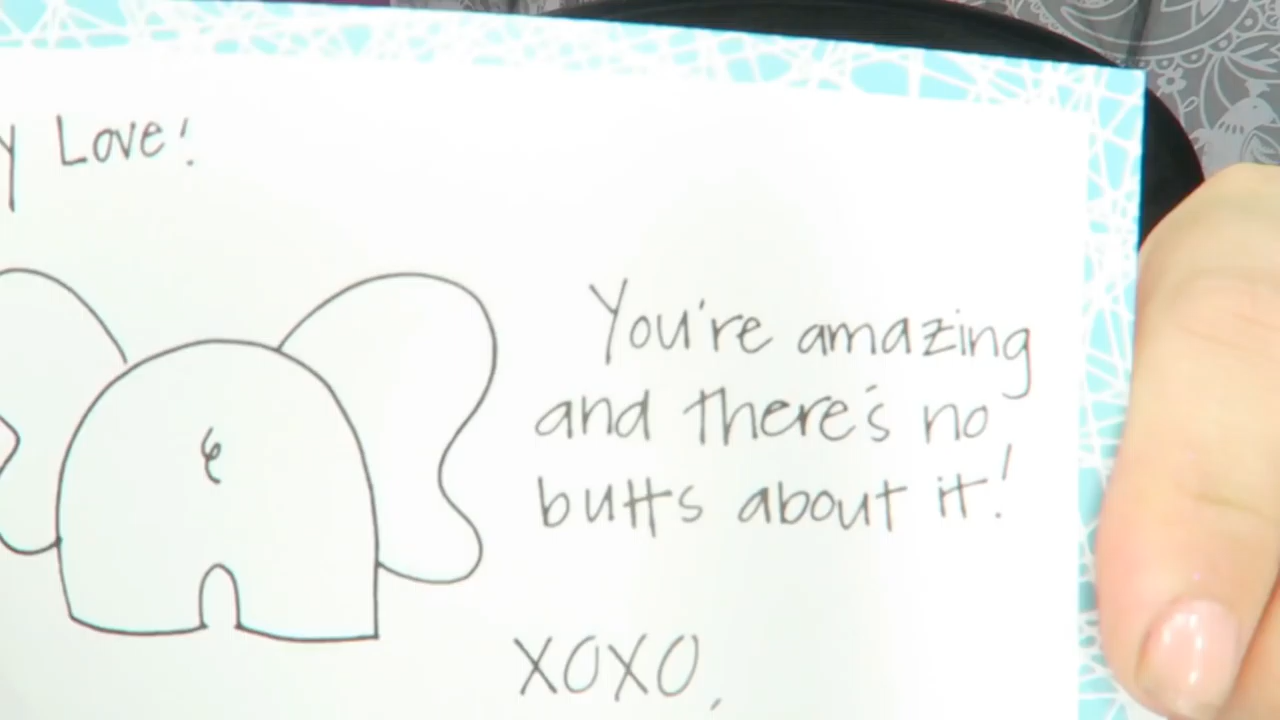 y Love!
You're amazing
and there's no
butts about it!
XOXO,